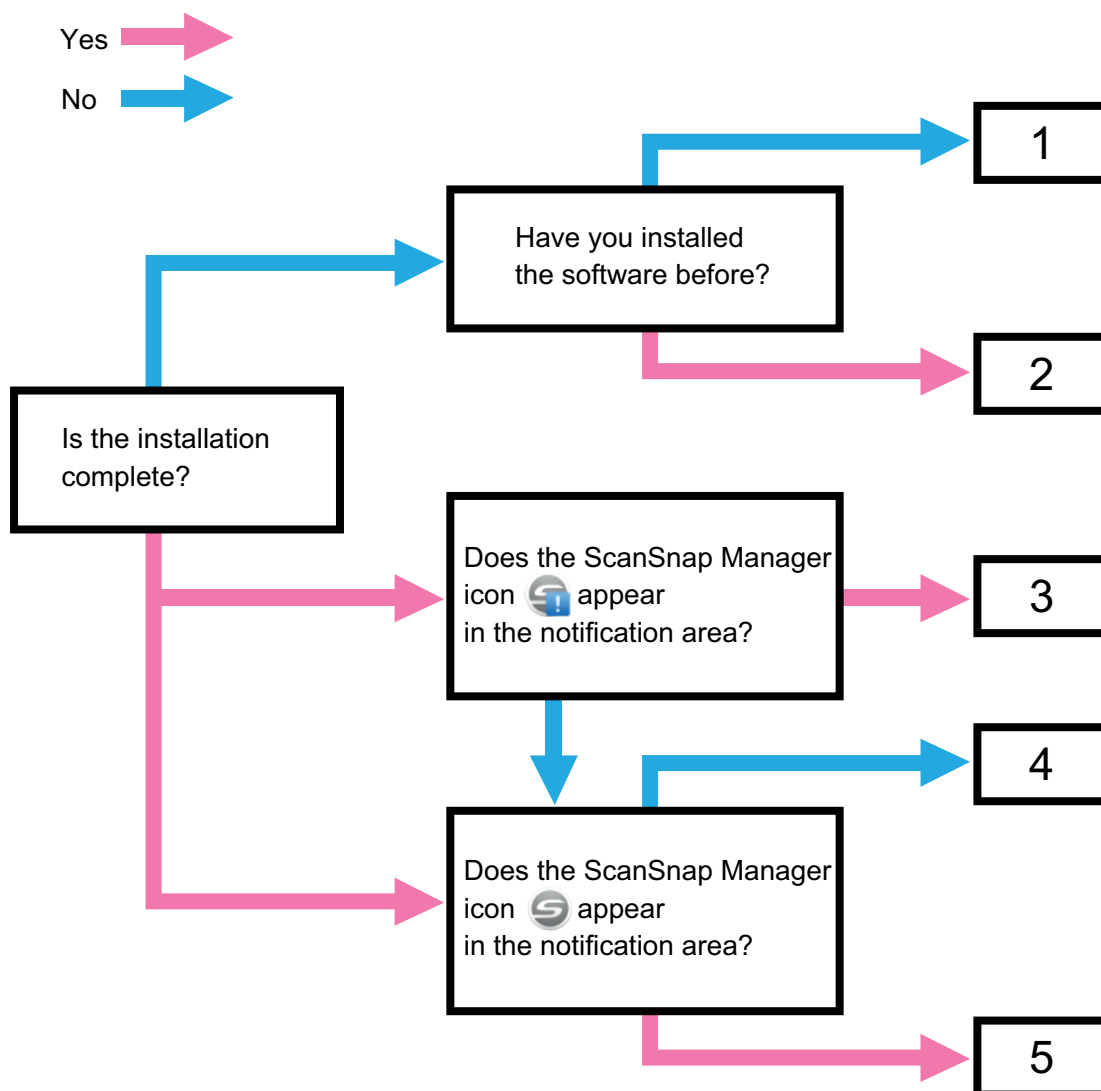 Yes
No
1
Have you installed
the software before?
2
Is the installation
complete?
Does the ScanSnap Manager
icon appear
in the notification area?
3
4
Does the ScanSnap Manager
icon appear
in the notification area?
5